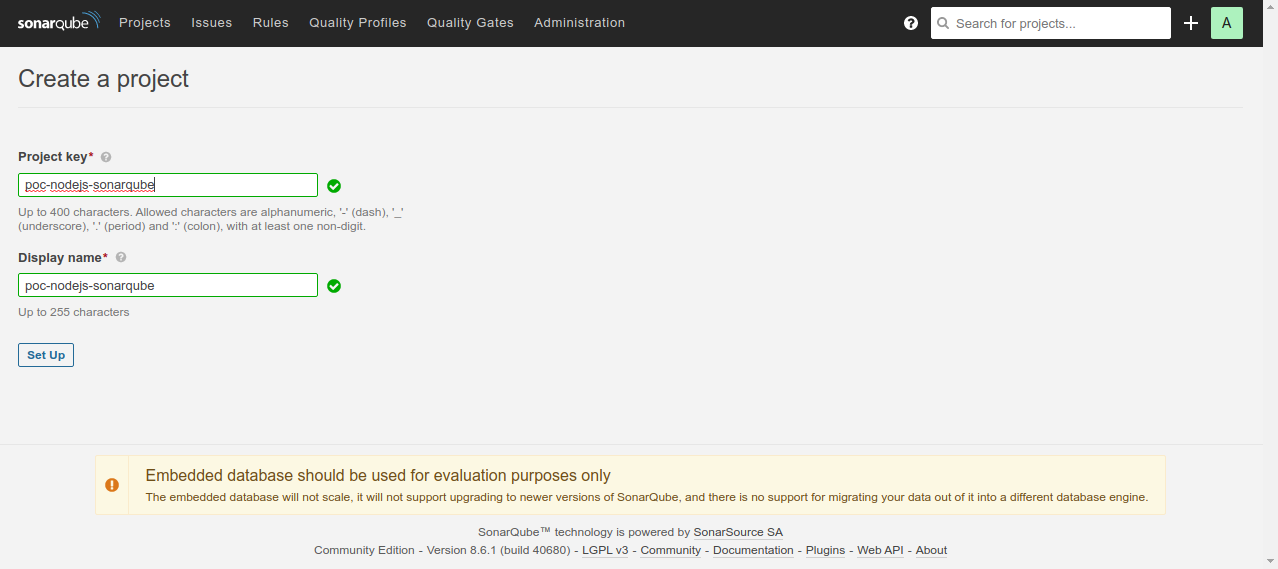 sonarqube Projects Issues Rules Quality Profiles Quality Gates Administration ? Search for projects... + A
Create a project
Project key* ?
poc-nodejs-sonarqube
Up to 400 characters. Allowed characters are alphanumeric, '-' (dash), '_'
(underscore), '.' (period) and ':' (colon), with at least one non-digit.
Display name* ?
poc-nodejs-sonarqube
Up to 255 characters
Set Up
Embedded database should be used for evaluation purposes only
The embedded database will not scale, it will not support upgrading to newer versions of SonarQube, and there is no support for migrating your data out of it into a different database engine.
SonarQube™ technology is powered by SonarSource SA
Community Edition - Version 8.6.1 (build 40680) - LGPL v3 - Community - Documentation - Plugins - Web API - About